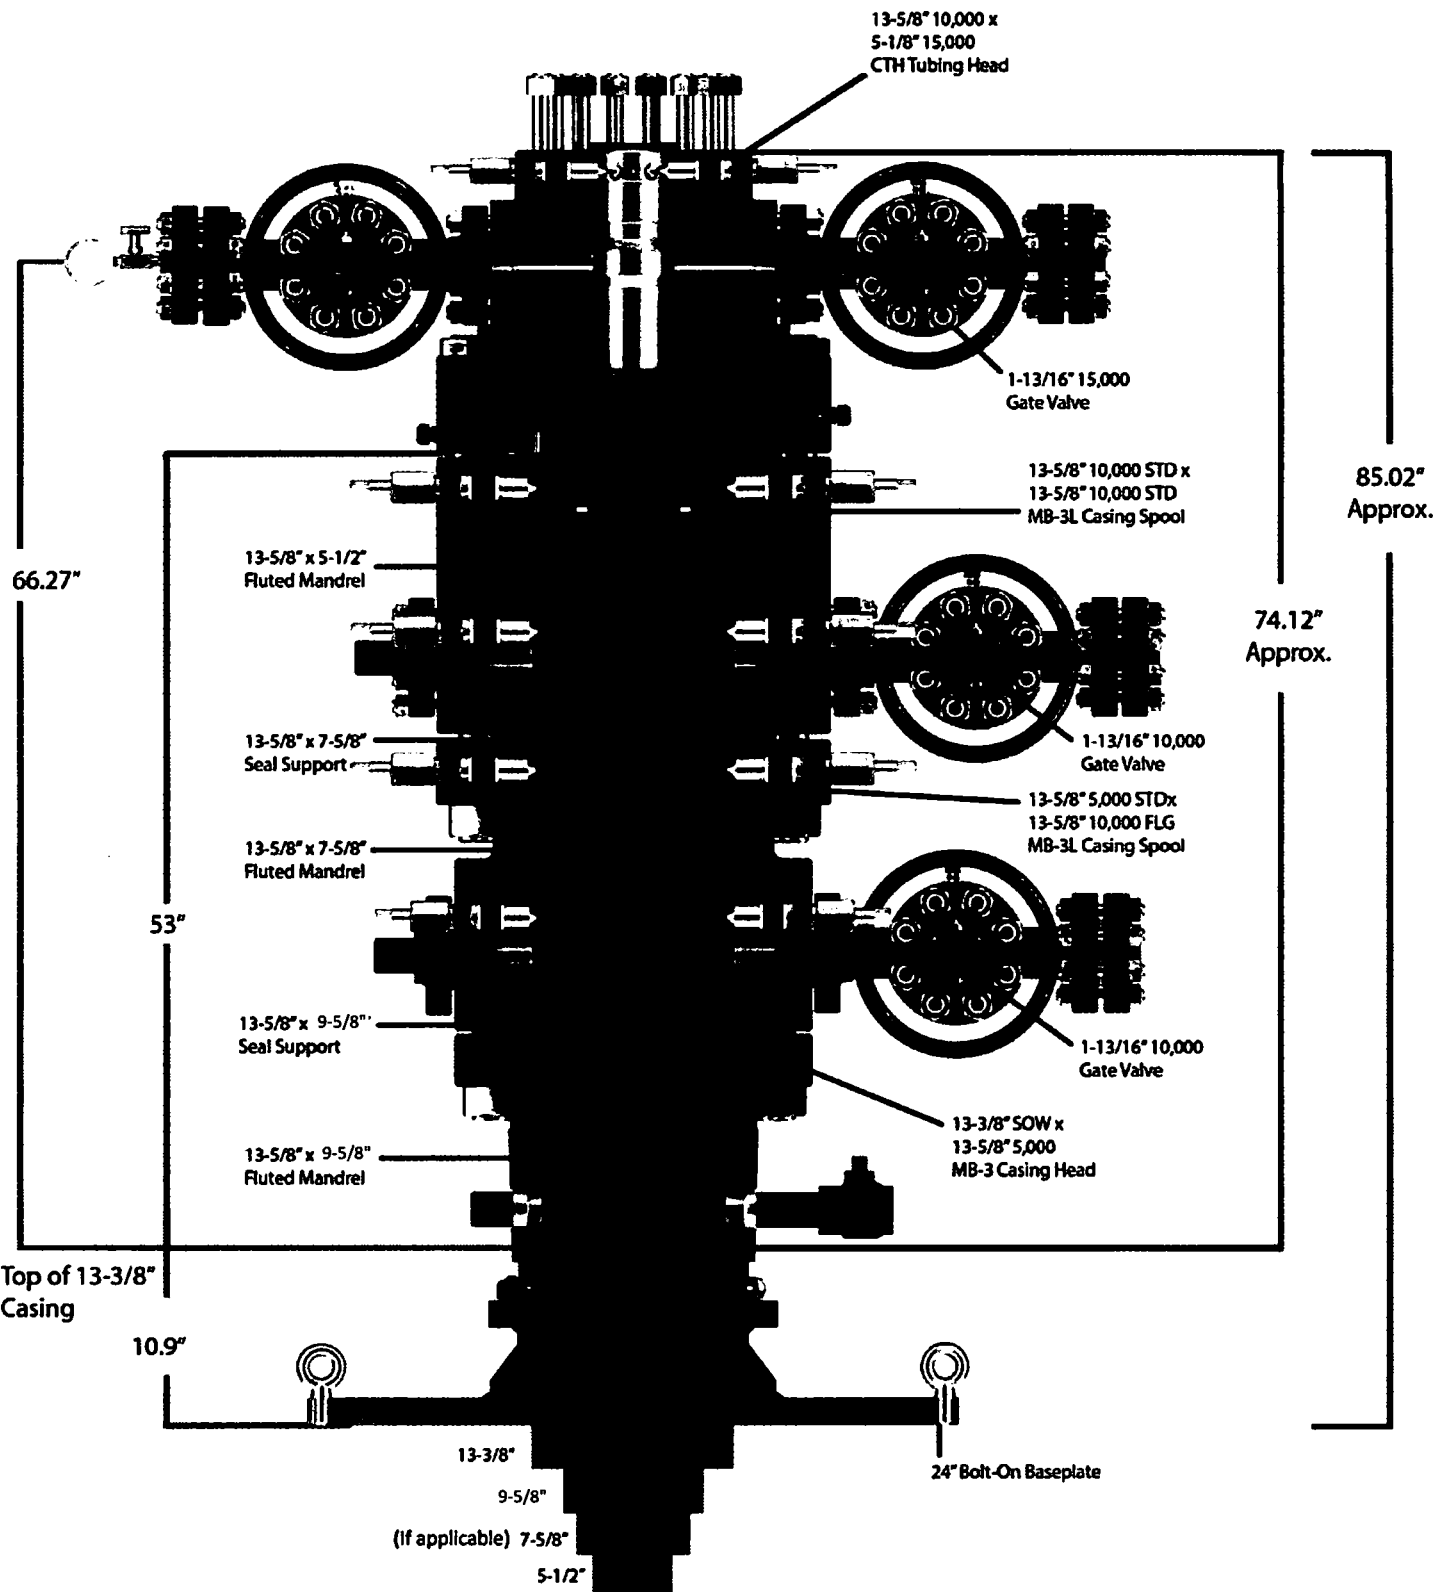 13-5/8" 10,000 x
5-1/8" 15,000
CTH Tubing Head
1-13/16" 15,000
Gate Valve
13-5/8" 10,000 STD x
13-5/8" 10,000 STD
MB-3L Casing Spool
85.02"
Approx.
13-5/8" x 5-1/2"
Fluted Mandrel
66.27"
74.12"
Approx.
13-5/8" x 7-5/8"
Seal Support
1-13/16" 10,000
Gate Valve
13-5/8" 5,000 STDx
13-5/8" 10,000 FLG
MB-3L Casing Spool
13-5/8" x 7-5/8"
Fluted Mandrel
53"
13-5/8" x 9-5/8"
Seal Support
1-13/16" 10,000
Gate Valve
13-3/8" SOW x
13-5/8" 5,000
MB-3 Casing Head
13-5/8" x 9-5/8"
Fluted Mandrel
Top of 13-3/8"
Casing
10.9"
13-3/8"
24" Bolt-On Baseplate
9-5/8"
(If applicable) 7-5/8"
5-1/2"